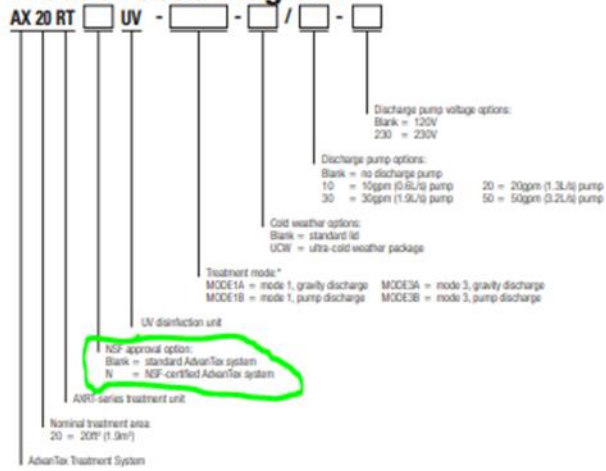 AX 20 RT UV - - / -
Discharge pump voltage options:
Blank = 120V
230 = 230V
Discharge pump options:
Blank = no discharge pump
10 = 10gpm (0.6L/s) pump 20 = 20gpm (1.3L/s) pump
30 = 30gpm (1.9L/s) pump 50 = 50gpm (3.2L/s) pump
Cold weather options:
Blank = standard lid
UCW = ultra-cold weather package
Treatment mode:*
MODE1A = mode 1, gravity discharge MODE3A = mode 3, gravity discharge
MODE1B = mode 1, pump discharge MODE3B = mode 3, pump discharge
UV disinfection unit
NSF approval option:
Blank = standard AdvanTex system
N = NSF-certified AdvanTex system
AXRT-series treatment unit
Nominal treatment area:
20 = 20ft² (1.9m²)
AdvanTex Treatment System